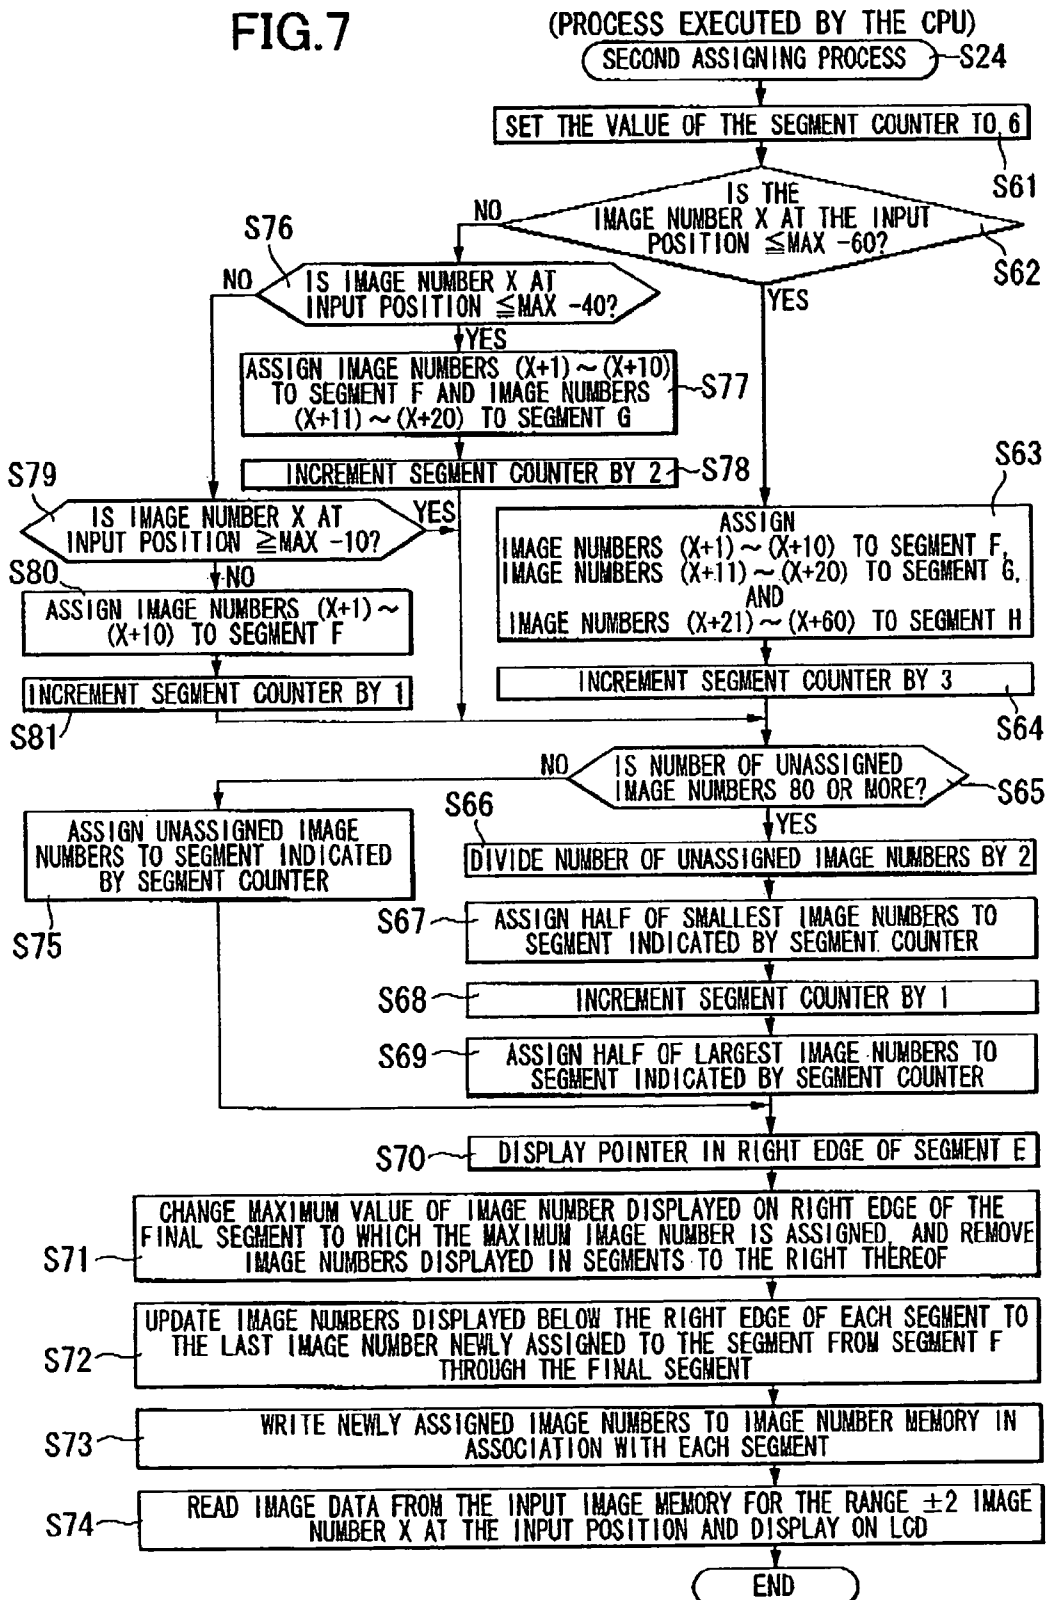 FIG.7
(PROCESS EXECUTED BY THE CPU)
SECOND ASSIGNING PROCESS
S24
SET THE VALUE OF THE SEGMENT COUNTER TO 6
S61
IS THE
IMAGE NUMBER X AT THE INPUT
POSITION ≦MAX -60?
S62
NO
YES
S76
IS IMAGE NUMBER X AT
INPUT POSITION ≦MAX -40?
NO
YES
ASSIGN IMAGE NUMBERS (X+1)~(X+10)
TO SEGMENT F AND IMAGE NUMBERS
(X+11)~(X+20) TO SEGMENT G
S77
INCREMENT SEGMENT COUNTER BY 2
S78
S79
IS IMAGE NUMBER X AT
INPUT POSITION ≧MAX -10?
YES
NO
S80
ASSIGN IMAGE NUMBERS (X+1)~
(X+10) TO SEGMENT F
INCREMENT SEGMENT COUNTER BY 1
S81
S63
ASSIGN
IMAGE NUMBERS (X+1)~(X+10) TO SEGMENT F,
IMAGE NUMBERS (X+11)~(X+20) TO SEGMENT G,
AND
IMAGE NUMBERS (X+21)~(X+60) TO SEGMENT H
INCREMENT SEGMENT COUNTER BY 3
S64
IS NUMBER OF UNASSIGNED
IMAGE NUMBERS 80 OR MORE?
S65
NO
YES
ASSIGN UNASSIGNED IMAGE
NUMBERS TO SEGMENT INDICATED
BY SEGMENT COUNTER
S75
S66
DIVIDE NUMBER OF UNASSIGNED IMAGE NUMBERS BY 2
S67
ASSIGN HALF OF SMALLEST IMAGE NUMBERS TO
SEGMENT INDICATED BY SEGMENT COUNTER
S68
INCREMENT SEGMENT COUNTER BY 1
S69
ASSIGN HALF OF LARGEST IMAGE NUMBERS TO
SEGMENT INDICATED BY SEGMENT COUNTER
S70
DISPLAY POINTER IN RIGHT EDGE OF SEGMENT E
S71
CHANGE MAXIMUM VALUE OF IMAGE NUMBER DISPLAYED ON RIGHT EDGE OF THE
FINAL SEGMENT TO WHICH THE MAXIMUM IMAGE NUMBER IS ASSIGNED, AND REMOVE
IMAGE NUMBERS DISPLAYED IN SEGMENTS TO THE RIGHT THEREOF
S72
UPDATE IMAGE NUMBERS DISPLAYED BELOW THE RIGHT EDGE OF EACH SEGMENT TO
THE LAST IMAGE NUMBER NEWLY ASSIGNED TO THE SEGMENT FROM SEGMENT F
THROUGH THE FINAL SEGMENT
S73
WRITE NEWLY ASSIGNED IMAGE NUMBERS TO IMAGE NUMBER MEMORY IN
ASSOCIATION WITH EACH SEGMENT
S74
READ IMAGE DATA FROM THE INPUT IMAGE MEMORY FOR THE RANGE ±2 IMAGE
NUMBER X AT THE INPUT POSITION AND DISPLAY ON LCD
END